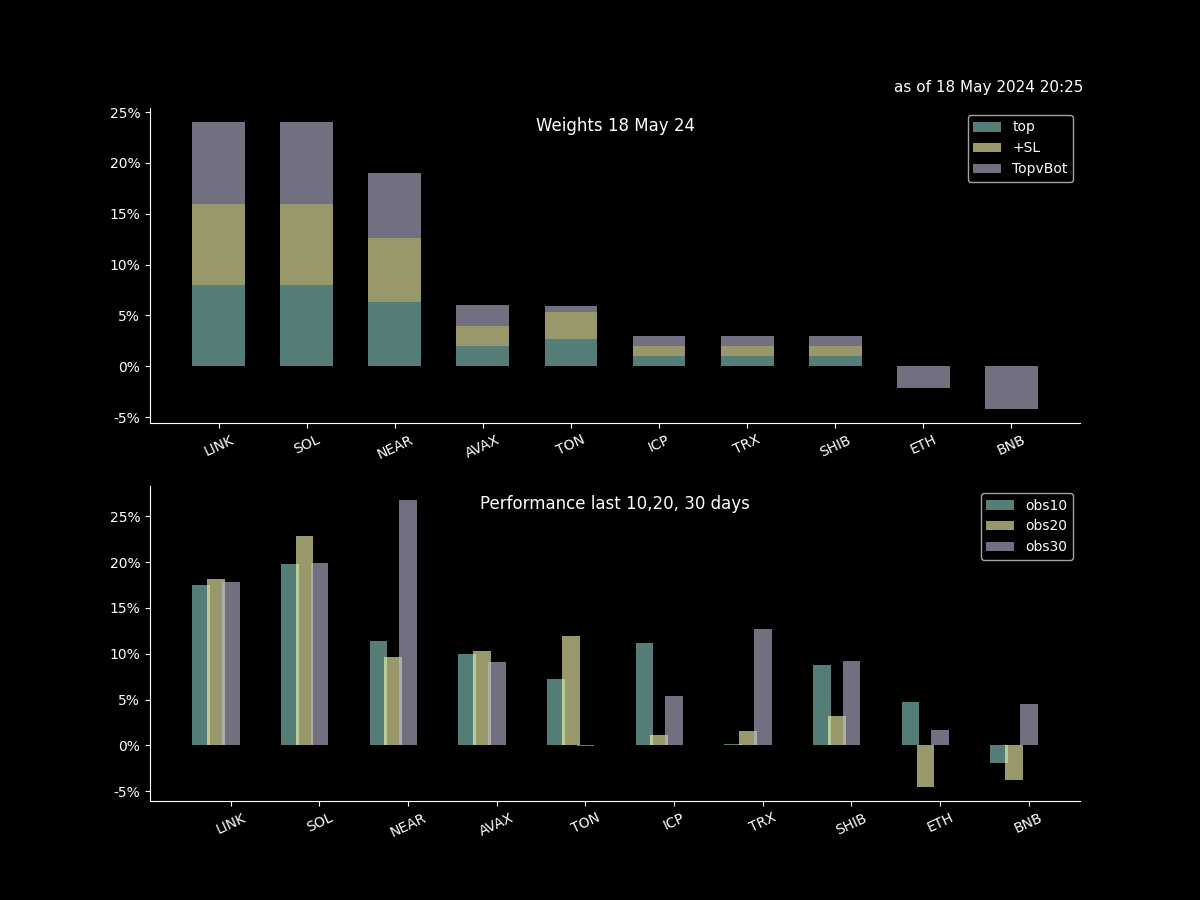 as of 18 May 2024 20:25
Weights 18 May 24
top
+SL
TopvBot
25%
20%
15%
10%
5%
0%
-5%
LINK SOL NEAR AVAX TON ICP TRX SHIB ETH BNB
Performance last 10,20, 30 days
obs10
obs20
obs30
25%
20%
15%
10%
5%
0%
-5%
LINK SOL NEAR AVAX TON ICP TRX SHIB ETH BNB